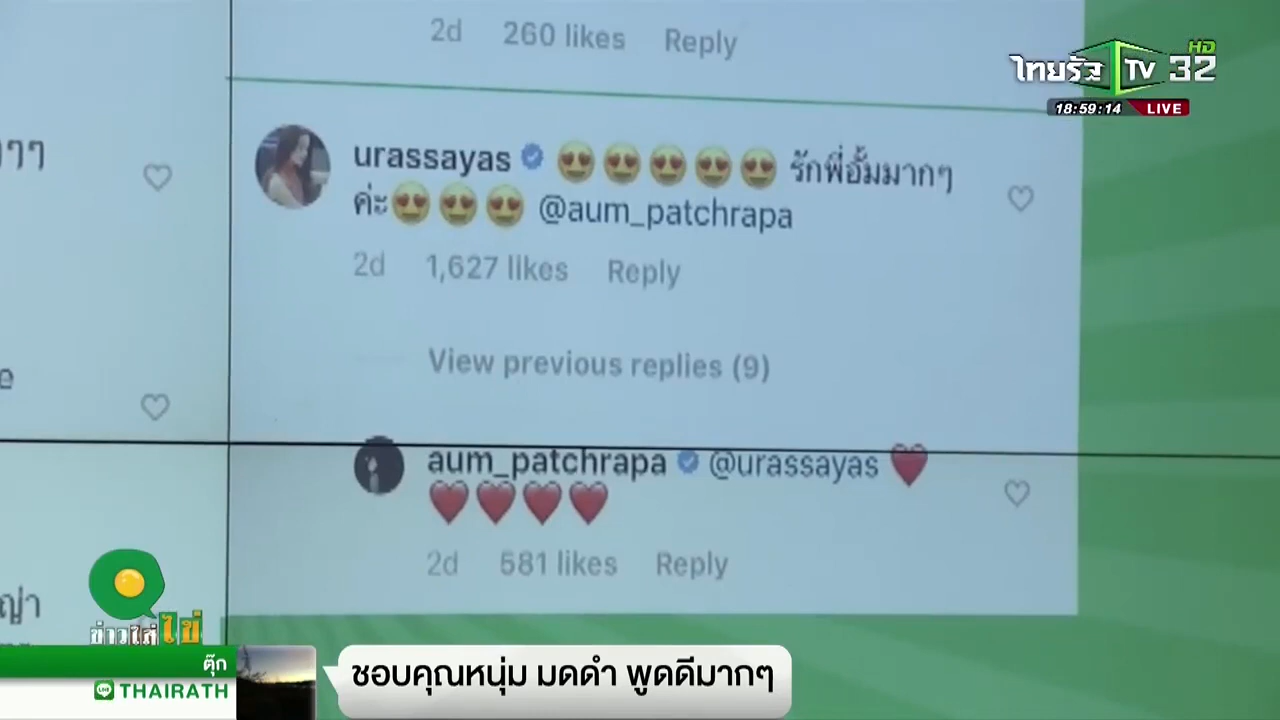 2d 260 likes Reply
ไทยรัฐ TV HD 32
18:59:14 LIVE
urassayas 😍😍😍😍😍 รักพี่อั้มมากๆ
ค่ะ😍😍😍 @aum_patchrapa
2d 1,627 likes Reply
View previous replies (9)
aum_patchrapa @urassayas ❤️
❤️❤️❤️❤️
2d 581 likes Reply
ข่าวใส่ไข่
ตุ๊ก
THAIRATH
ชอบคุณหนุ่ม มดดำ พูดดีมากๆ